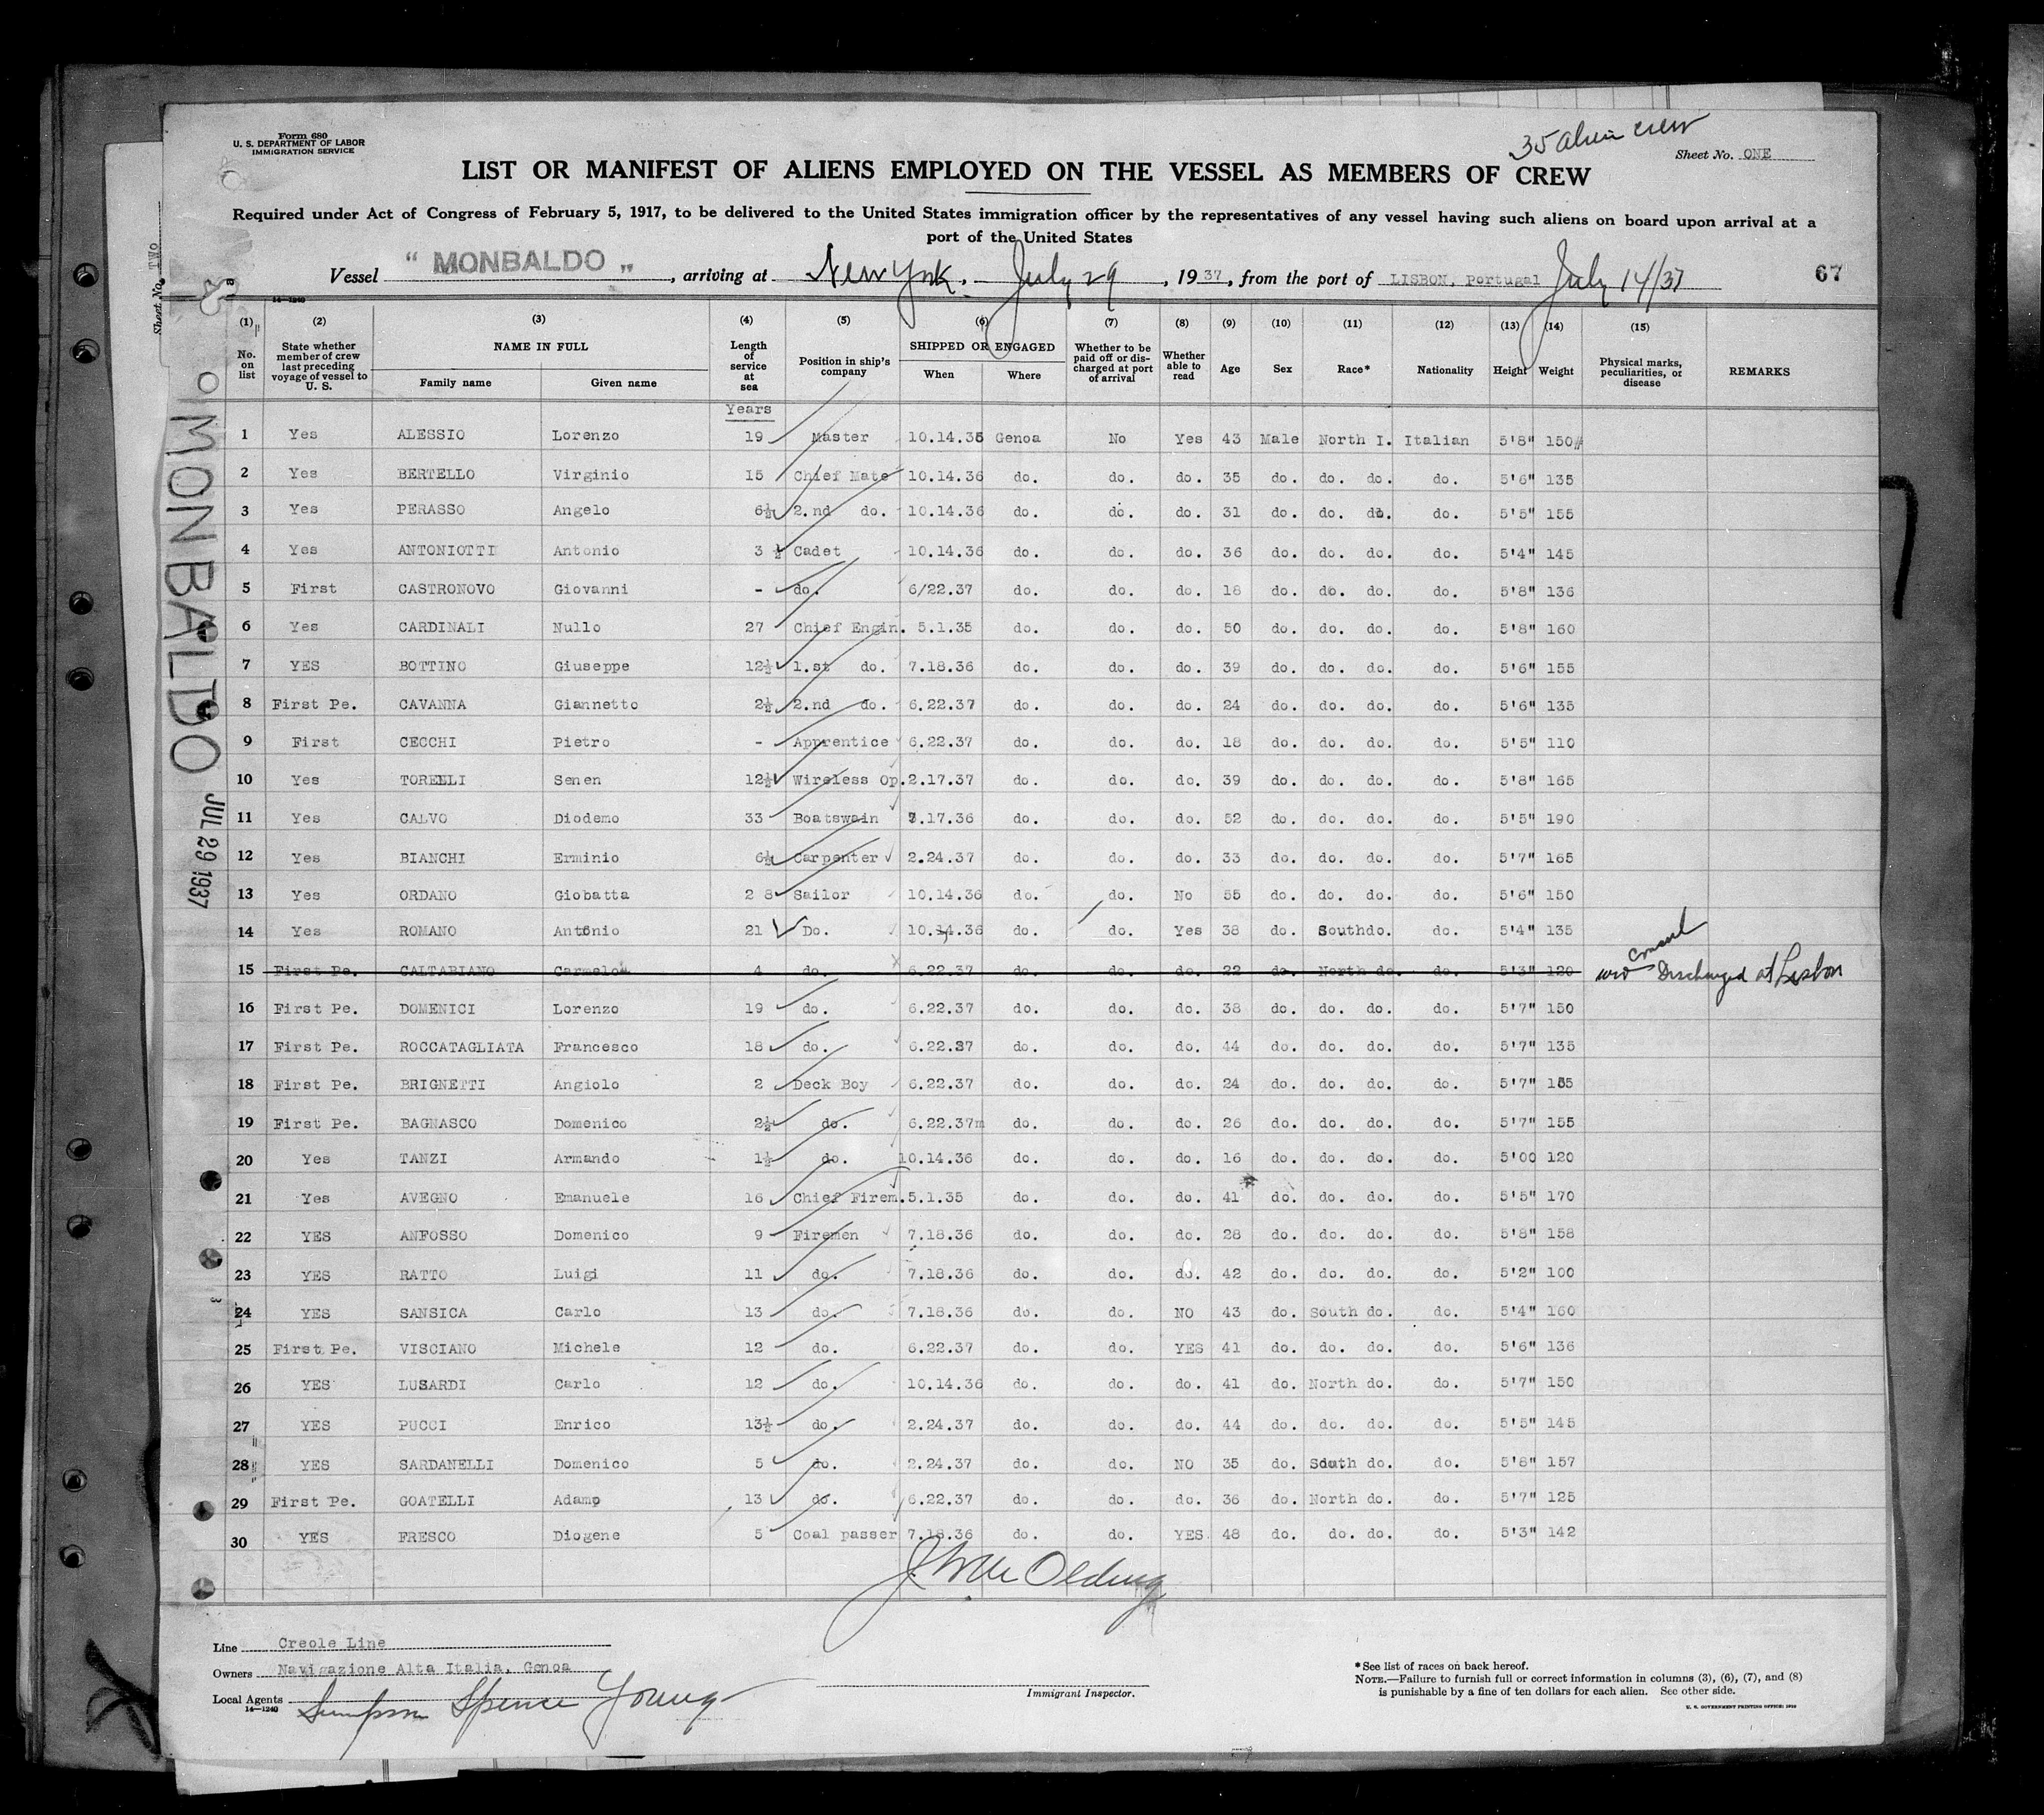 Form 680
U. S. DEPARTMENT OF LABOR
IMMIGRATION SERVICE
35 alien crew
Sheet No. ONE
LIST OR MANIFEST OF ALIENS EMPLOYED ON THE VESSEL AS MEMBERS OF CREW
Required under Act of Congress of February 5, 1917, to be delivered to the United States immigration officer by the representatives of any vessel having such aliens on board upon arrival at a
port of the United States
Vessel " MONBALDO ", arriving at New York, July 29, 1937, from the port of LISBON, Portugal July 14/37 67
Sheet No. TWO
MONBALDO
JUL 29 1937
14—1240
(1) (2) (3) (4) (5) (6) (7) (8) (9) (10) (11) (12) (13) (14) (15)
No. on list State whether member of crew last preceding voyage of vessel to U. S. NAME IN FULL Family name Given name Length of service at sea Position in ship's company SHIPPED OR ENGAGED When Where Whether to be paid off or discharged at port of arrival Whether able to read Age Sex Race* Nationality Height Weight Physical marks, peculiarities, or disease REMARKS
Years
1 Yes ALESSIO Lorenzo 19 Master 10.14.36 Genoa No Yes 43 Male North I. Italian 5'8" 150
2 Yes BERTELLO Virginio 15 Chief Mate 10.14.36 do. do. do. 35 do. do. do. do. 5'6" 135
3 Yes PERASSO Angelo 6½ 2.nd do. 10.14.36 do. do. do. 31 do. do. do. do. 5'5" 155
4 Yes ANTONIOTTI Antonio 3 ½ Cadet 10.14.36 do. do. do. 36 do. do. do. do. 5'4" 145
5 First CASTRONOVO Giovanni - do. 6/22.37 do. do. do. 18 do. do. do. do. 5'8" 136
6 Yes CARDINALI Nullo 27 Chief Engin. 5.1.35 do. do. do. 50 do. do. do. do. 5'8" 160
7 YES BOTTINO Giuseppe 12½ 1.st do. 7.18.36 do. do. do. 39 do. do. do. do. 5'6" 155
8 First Pe. CAVANNA Giannetto 2½ 2.nd do. 6.22.37 do. do. do. 24 do. do. do. do. 5'6" 135
9 First CECCHI Pietro - Apprentice 6.22.37 do. do. do. 18 do. do. do. do. 5'5" 110
10 Yes TORELLI Senen 12½ Wireless Op. 2.17.37 do. do. do. 39 do. do. do. do. 5'8" 165
11 Yes CALVO Diodemo 33 Boatswain 7.17.36 do. do. do. 52 do. do. do. do. 5'5" 190
12 Yes BIANCHI Erminio 6½ Carpenter 2.24.37 do. do. do. 33 do. do. do. do. 5'7" 165
13 Yes ORDANO Giobatta 2 8 Sailor 10.14.36 do. do. No 55 do. do. do. do. 5'6" 150
14 Yes ROMANO Antonio 21 Do. 10.14.36 do. do. Yes 38 do. South do. do. 5'4" 135
15 First Pe. CALTABIANO Carmelo 4 do. 6.22.37 do. do. do. 22 do. North do. do. 5'3" 120 Discharged at Lisbon
16 First Pe. DOMENICI Lorenzo 19 do. 6.22.37 do. do. do. 38 do. do. do. do. 5'7" 150
17 First Pe. ROCCATAGLIATA Francesco 18 do. 6.22.37 do. do. do. 44 do. do. do. do. 5'7" 135
18 First Pe. BRIGNETTI Angiolo 2 Deck Boy 6.22.37 do. do. do. 24 do. do. do. do. 5'7"
19 First Pe. BAGNASCO Domenico 2½ do. 6.22.37m do. do. do. 26 do. do. do. do. 5'7" 155
20 Yes TANZI Armando 1½ do. 10.14.36 do. do. do. 16 do. do. do. do. 5'00 120
21 Yes AVEGNO Emanuele 16 Chief Firem. 5.1.35 do. do. do. 41 do. do. do. do. 5'5" 170
22 YES ANFOSSO Domenico 9 Firemen 7.18.36 do. do. do. 28 do. do. do. do. 5'8" 158
23 YES RATTO Luigi 11 do. 7.18.36 do. do. do. 42 do. do. do. do. 5'2" 100
24 YES SANSICA Carlo 13 do. 7.18.36 do. do. NO 43 do. South do. do. 5'4" 160
25 First Pe. VISCIANO Michele 12 do. 6.22.37 do. do. YES 41 do. do. do. do. 5'6" 136
26 YES LUSARDI Carlo 12 do. 10.14.36 do. do. do. 41 do. North do. do. 5'7" 150
27 YES PUCCI Enrico 13½ do. 2.24.37 do. do. do. 44 do. do. do. do. 5'5" 145
28 YES SARDANELLI Domenico 5 do. 2.24.37 do. do. NO 35 do. South do. do. 5'8" 157
29 First Pe. GOATELLI Adamo 13 do. 6.22.37 do. do. do. 36 do. North do. do. 5'7" 125
30 YES FRESCO Diogene 5 Coal passer 7.18.36 do. do. YES 48 do. do. do. do. 5'3" 142
Line Creole Line
Owners Navigazione Alta Italia, Genoa
Local Agents Simpson Spence Young
14—1240
Immigrant Inspector.
*See list of races on back hereof.
NOTE.—Failure to furnish full or correct information in columns (3), (6), (7), and (8)
is punishable by a fine of ten dollars for each alien. See other side.